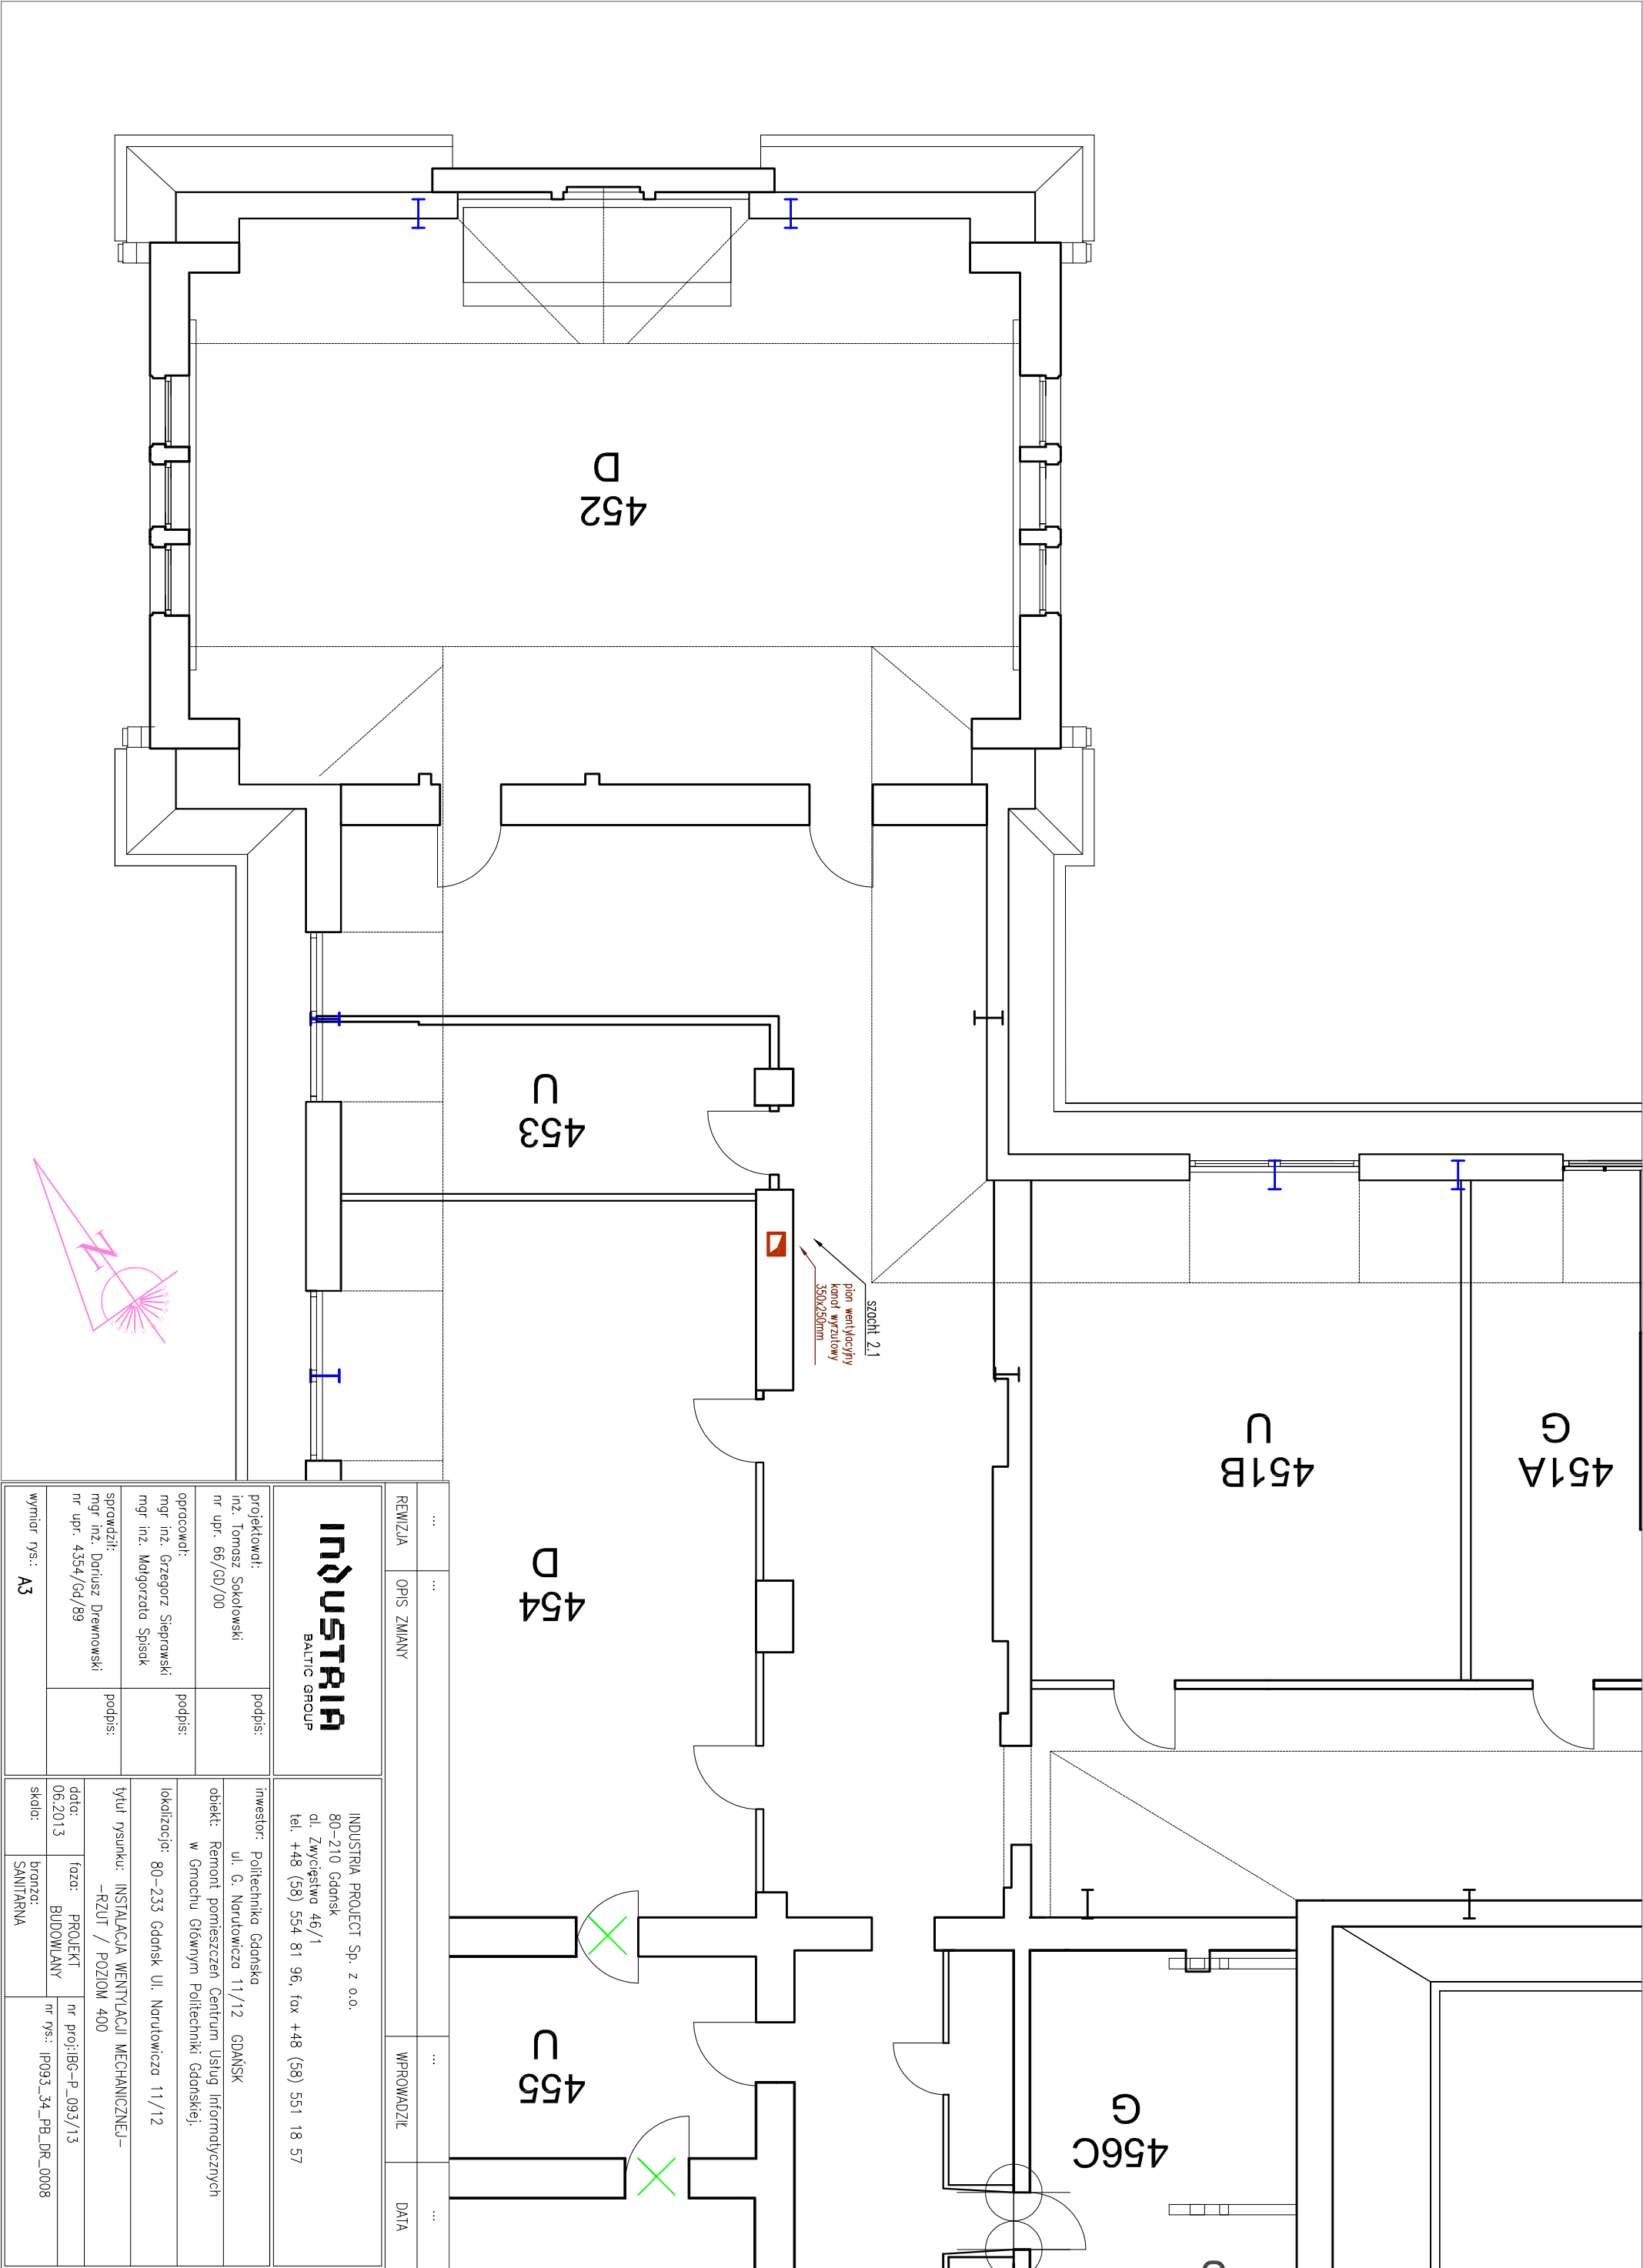 D
452
U
453
szacht 2.1
pion wentylacyjny
kanał wyrzutowy
350x250mm
U
451B
G
451A
D
454
U
455
G
456C
N
...
...
...
...
REWIZJA
OPIS ZMIANY
WPROWADZIŁ
DATA
INDUSTRIA
BALTIC GROUP
INDUSTRIA PROJECT Sp. z o.o.
80-210 Gdańsk
al. Zwycięstwa 46/1
tel. +48 (58) 554 81 96, fax +48 (58) 551 18 57
projektował:
inż. Tomasz Sokołowski
nr upr. 66/GD/00
podpis:
opracował:
mgr inż. Grzegorz Sieprawski
mgr inż. Małgorzata Spisak
podpis:
sprawdził:
mgr inż. Dariusz Drewnowski
nr upr. 4354/Gd/89
podpis:
wymiar rys.: A3
inwestor: Politechnika Gdańska
ul. G. Narutowicza 11/12 GDAŃSK
obiekt: Remont pomieszczeń Centrum Usług Informatycznych
w Gmachu Głównym Politechniki Gdańskiej.
lokalizacja: 80-233 Gdańsk Ul. Narutowicza 11/12
tytuł rysunku: INSTALACJA WENTYLACJI MECHANICZNEJ-
-RZUT / POZIOM 400
data:
06.2013
faza: PROJEKT
BUDOWLANY
nr proj:IBG-P_093/13
skala:
branża:
SANITARNA
nr rys.: IP093_34_PB_DR_0008